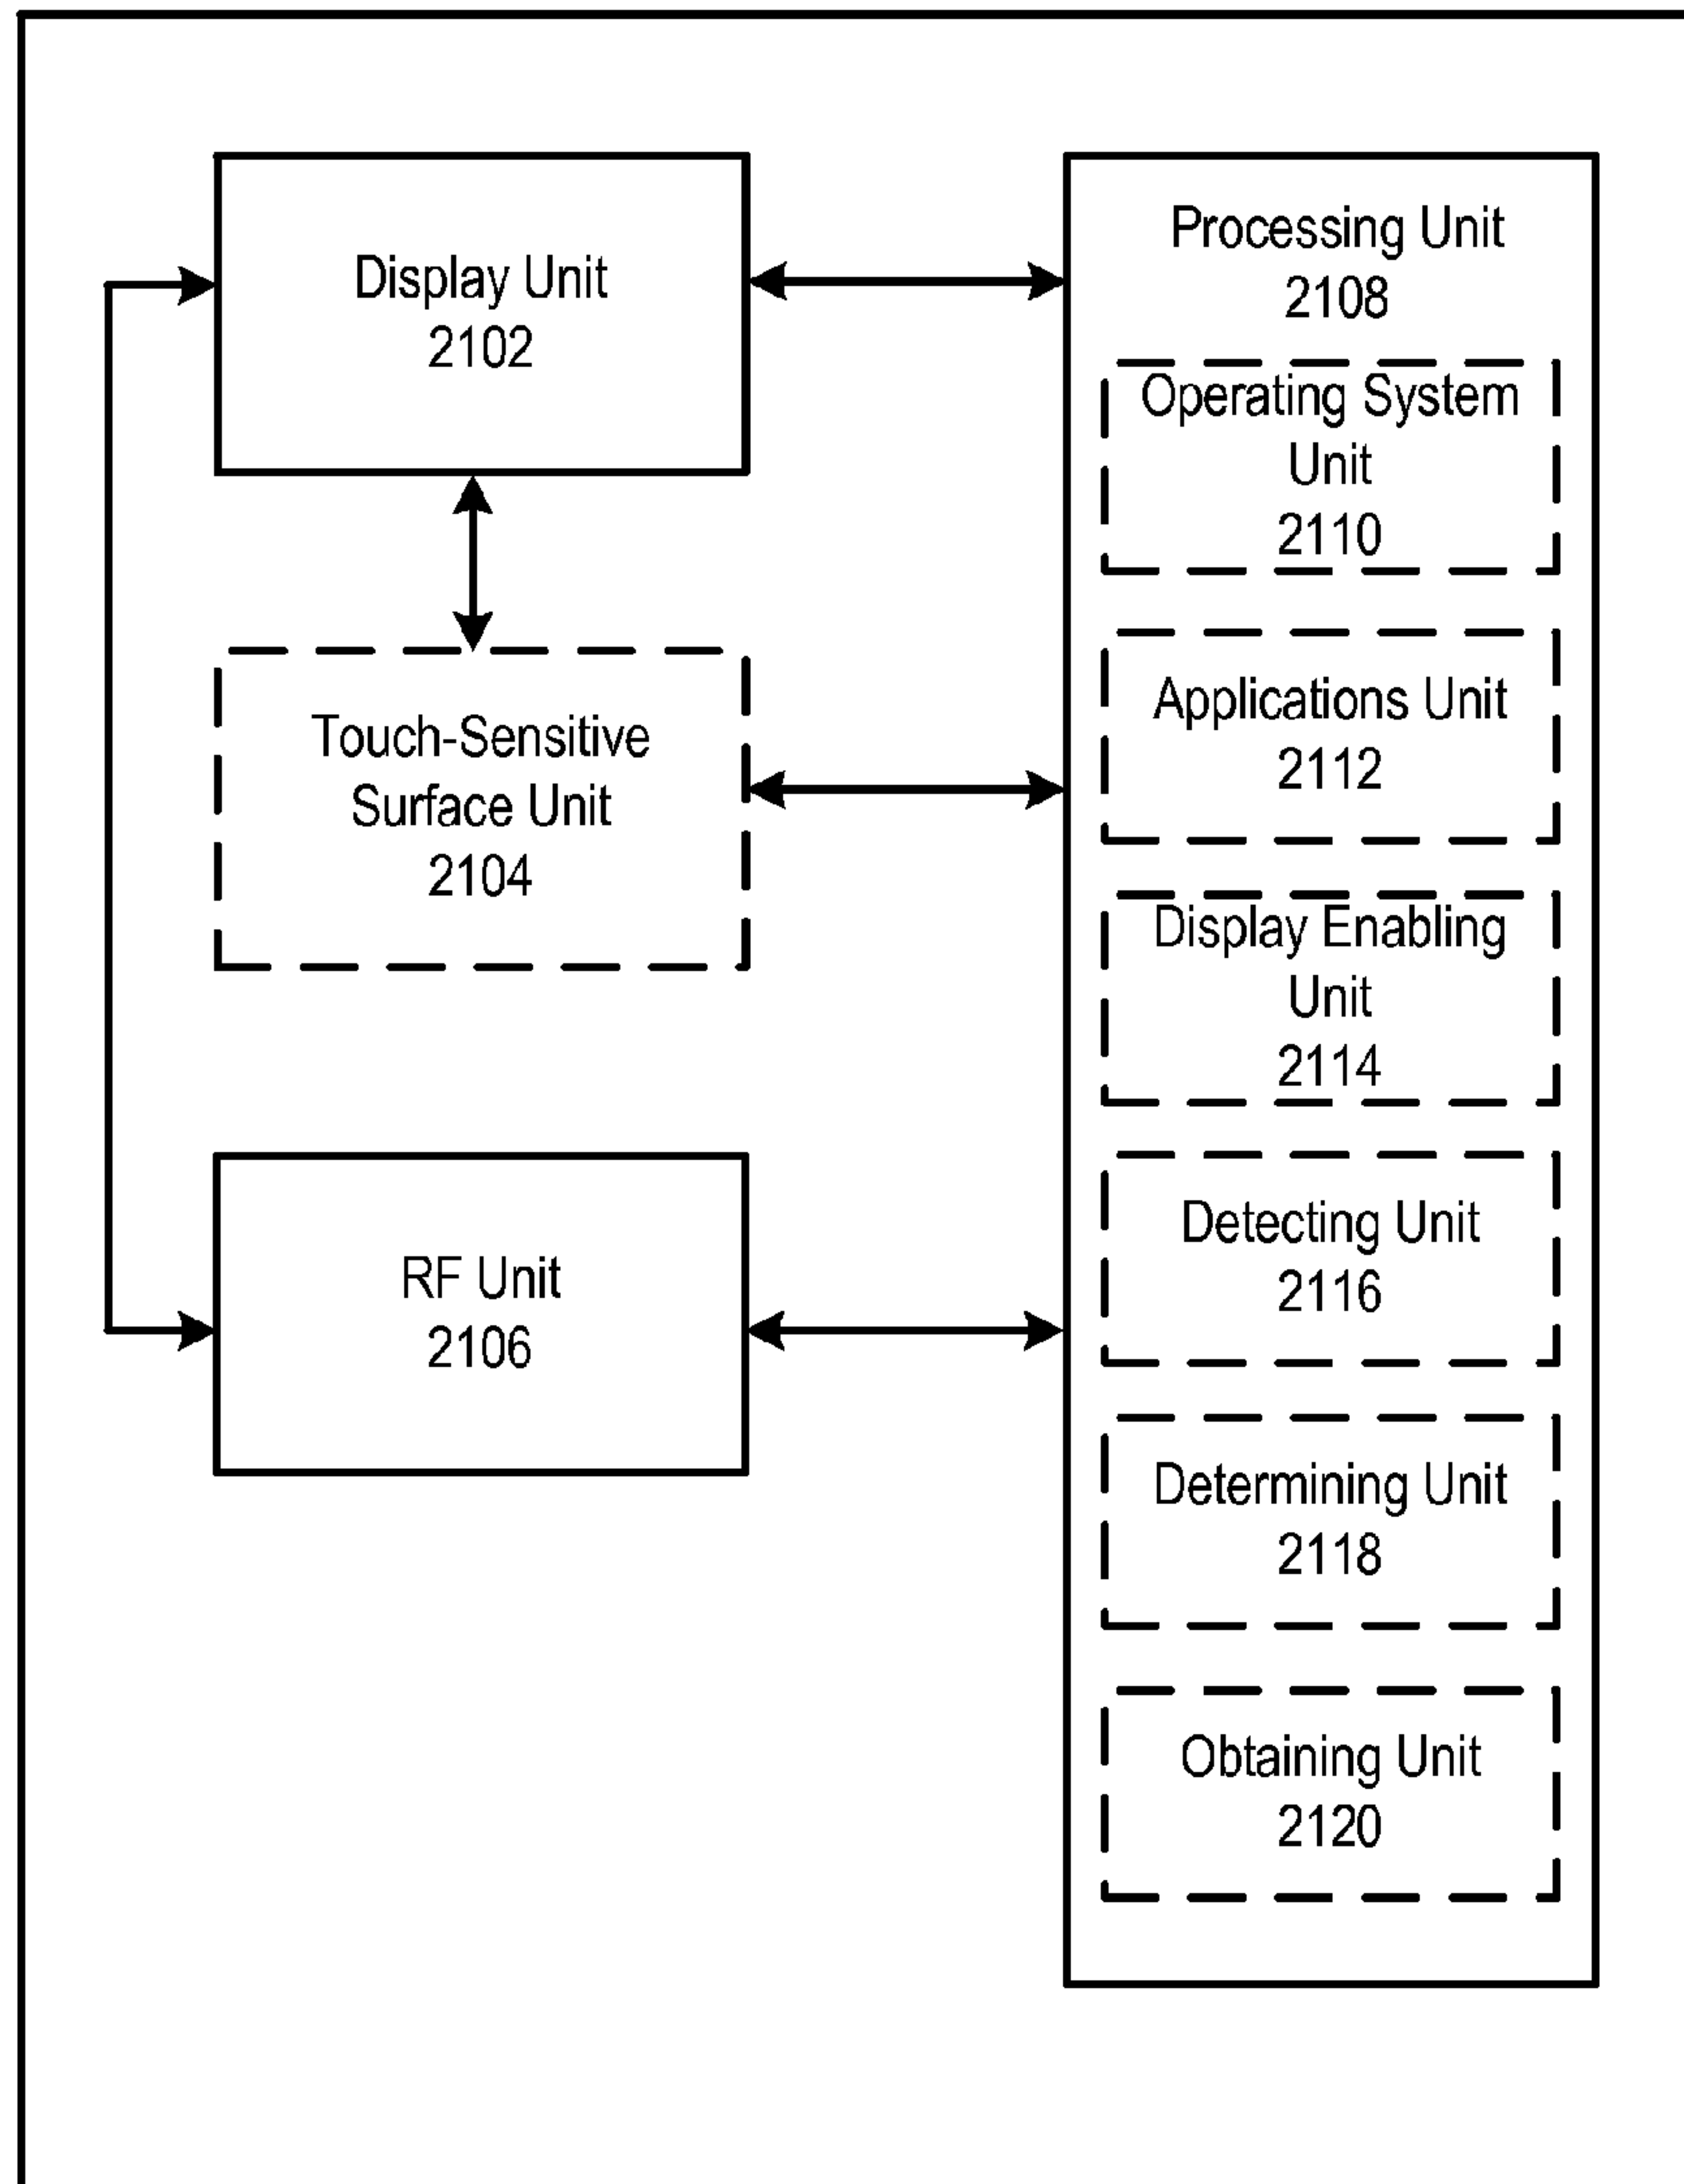 Display Unit
2102
Touch-Sensitive
Surface Unit
2104
RF Unit
2106
Processing Unit
2108
Operating System
Unit
2110
Applications Unit
2112
Display Enabling
Unit
2114
Detecting Unit
2116
Determining Unit
2118
Obtaining Unit
2120